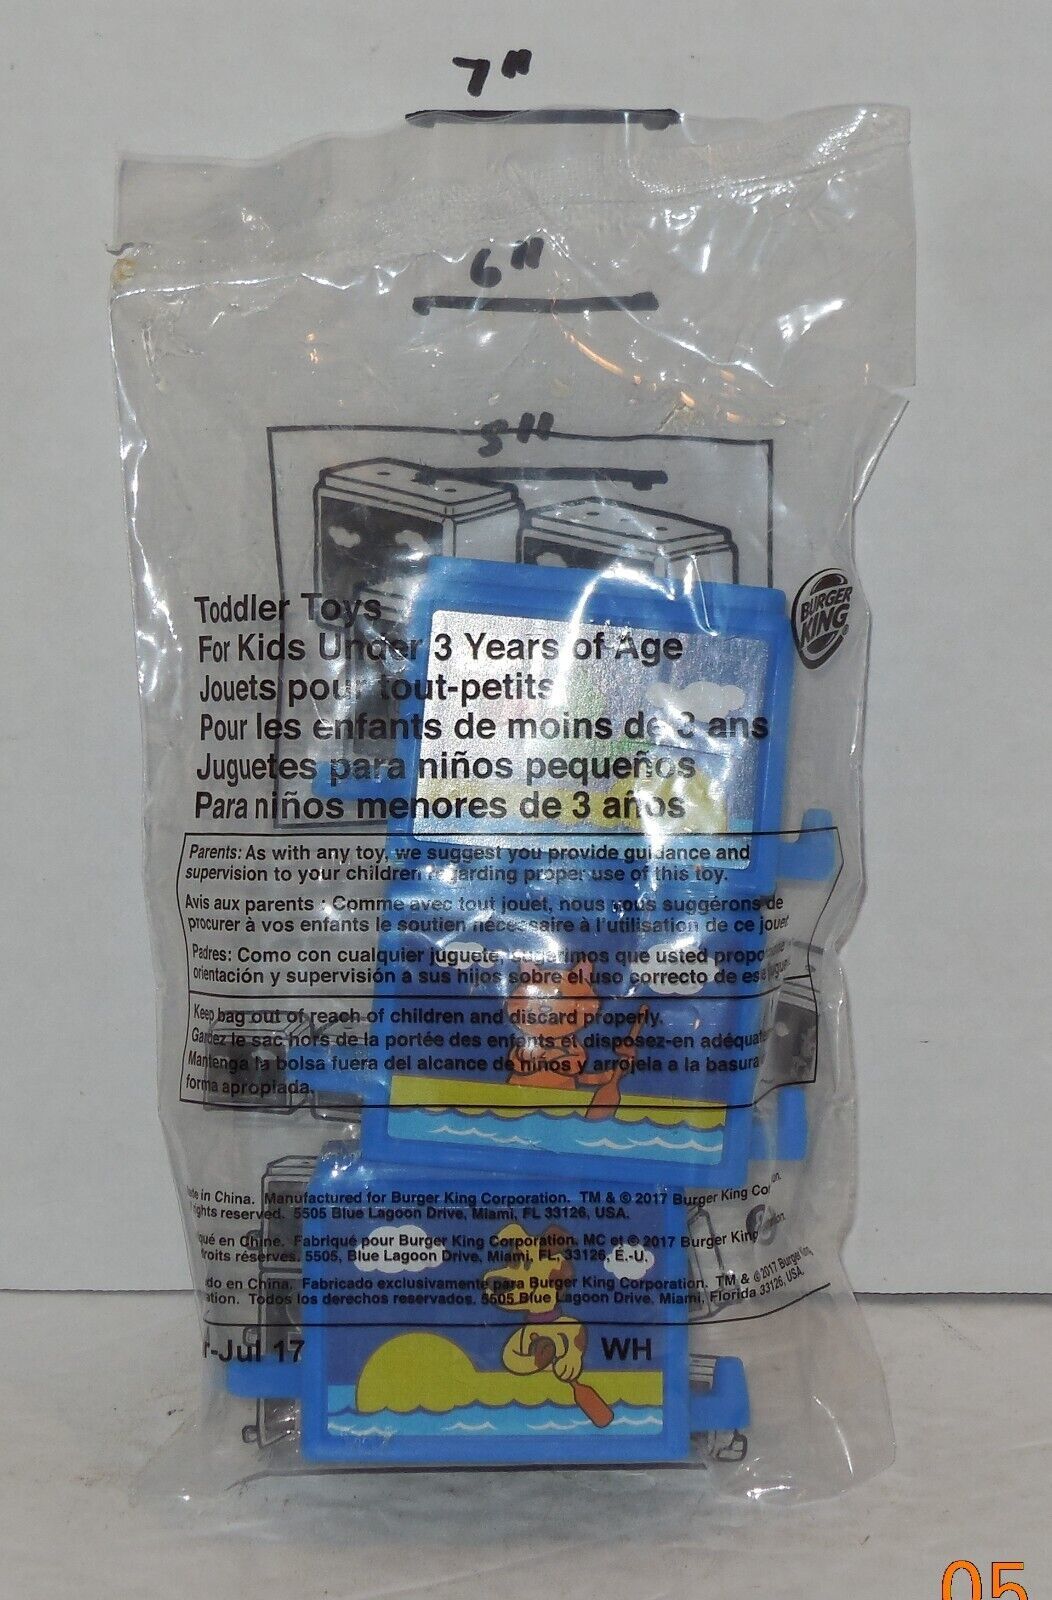 7"
6"
5"
BURGER
KING®
Toddler Toys
For Kids Under 3 Years of Age
Jouets pour tout-petits
Pour les enfants de moins de 3 ans
Juguetes para niños pequeños
Para niños menores de 3 años
Parents: As with any toy, we suggest you provide guidance and
supervision to your children regarding proper use of this toy.
Avis aux parents : Comme avec tout jouet, nous vous suggérons de
procurer à vos enfants le soutien nécessaire à l'utilisation de ce jouet
Padres: Como con cualquier juguete, sugerimos que usted
orientación y supervisión a sus hijos sobre el uso correcto de
Keep bag out of reach of children and discard properly.
Gardez le sac hors de la portée des enfants et disposez-en
Mantenga la bolsa fuera del alcance de niños y arrojela a la basura
forma apropiada.
in China. Manufactured for Burger King Corporation. TM & © 2017 Burger King
rights reserved. 5505 Blue Lagoon Drive, Miami, FL 33126, USA.
en Chine. Fabriqué pour Burger King Corporation. MC et © 2017 Burger King
droits réservés. 5505, Blue Lagoon Drive, Miami, FL, 33126, É.-U.
en China. Fabricado exclusivamente para Burger King Corporation. TM & © 2017 Burger King
Todos los derechos reservados. 5505 Blue Lagoon Drive, Miami, Florida 33126, USA.
r-Jul 17 WH
05